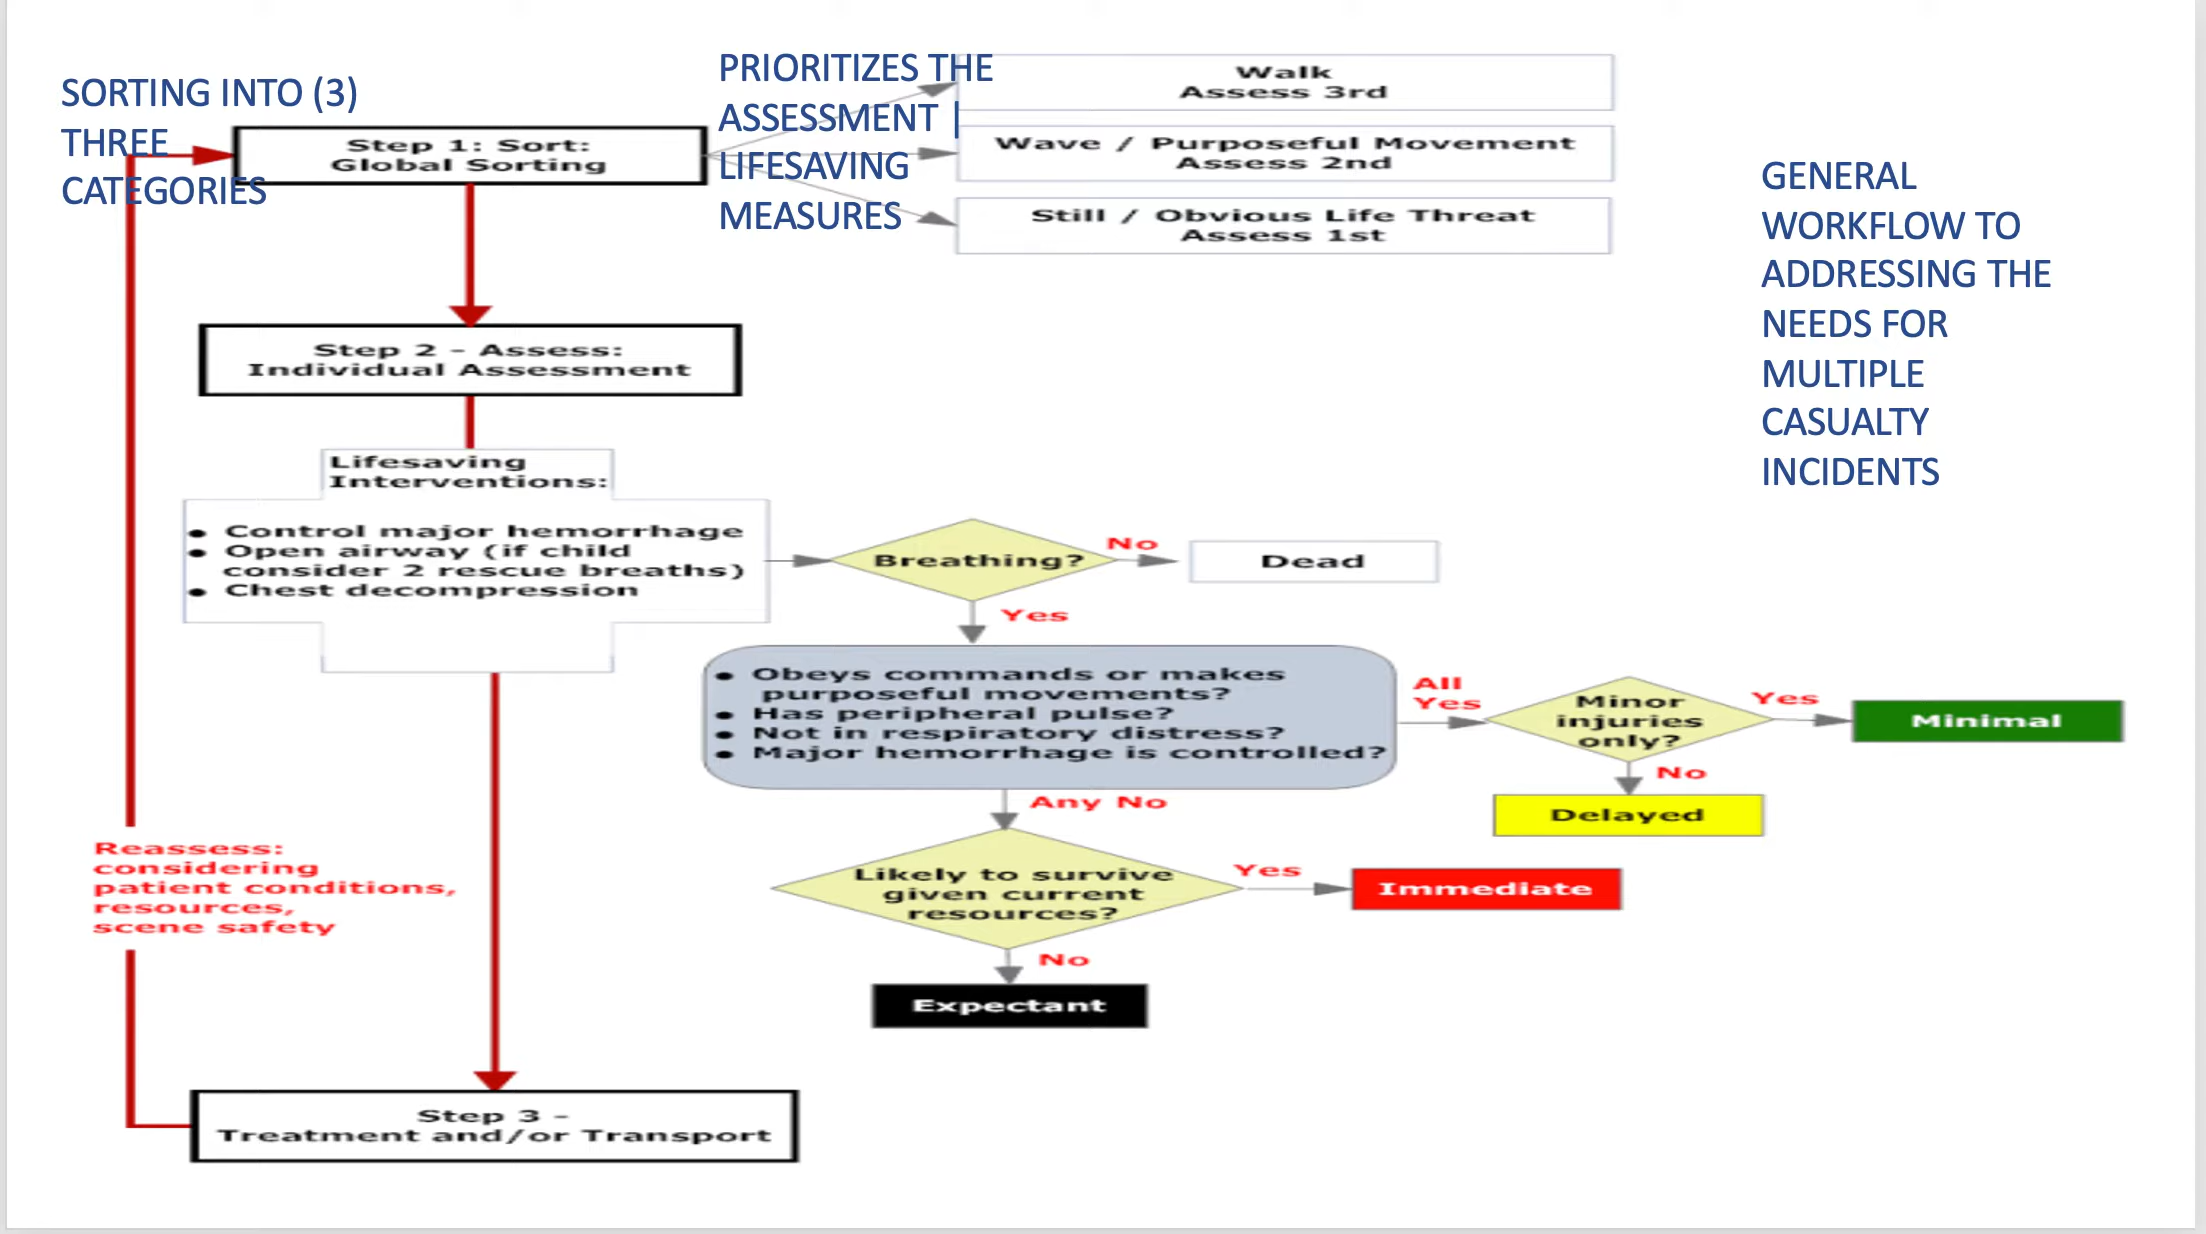 SORTING INTO (3)
THREE
CATEGORIES
PRIORITIZES THE
ASSESSMENT |
LIFESAVING
MEASURES
Step 1: Sort:
Global Sorting
Walk
Assess 3rd
Wave / Purposeful Movement
Assess 2nd
Still / Obvious Life Threat
Assess 1st
GENERAL
WORKFLOW TO
ADDRESSING THE
NEEDS FOR
MULTIPLE
CASUALTY
INCIDENTS
Step 2 - Assess:
Individual Assessment
Lifesaving
Interventions:
• Control major hemorrhage
• Open airway (if child
consider 2 rescue breaths)
• Chest decompression
Breathing?
No
Dead
Yes
• Obeys commands or makes
purposeful movements?
• Has peripheral pulse?
• Not in respiratory distress?
• Major hemorrhage is controlled?
All
Yes
Minor
injuries
only?
Yes
Minimal
No
Delayed
Any No
Likely to survive
given current
resources?
Yes
Immediate
No
Expectant
Reassess:
considering
patient conditions,
resources,
scene safety
Step 3 -
Treatment and/or Transport